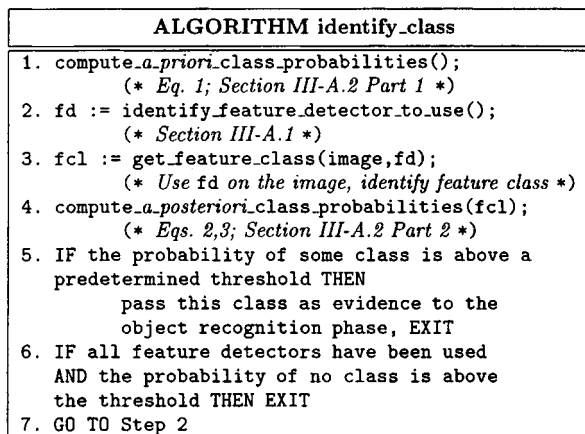 ALGORITHM identify_class
1. compute_a_priori_class_probabilities();
(* Eq. 1; Section III-A.2 Part 1 *)
2. fd := identify_feature_detector_to_use();
(* Section III-A.1 *)
3. fcl := get_feature_class(image,fd);
(* Use fd on the image, identify feature class *)
4. compute_a_posteriori_class_probabilities(fcl);
(* Eqs. 2,3; Section III-A.2 Part 2 *)
5. IF the probability of some class is above a
predetermined threshold THEN
pass this class as evidence to the
object recognition phase, EXIT
6. IF all feature detectors have been used
AND the probability of no class is above
the threshold THEN EXIT
7. GO TO Step 2